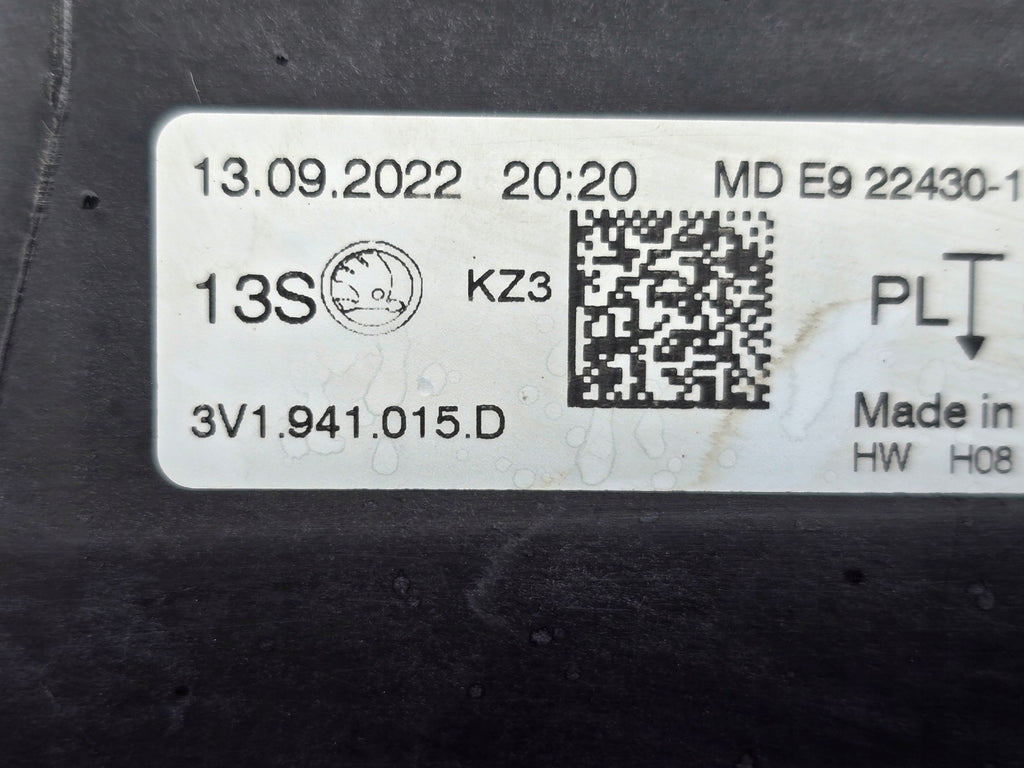 13.09.2022 20:20 MD E9 22430-1
13S KZ3 PL
3V1.941.015.D Made in
HW H08